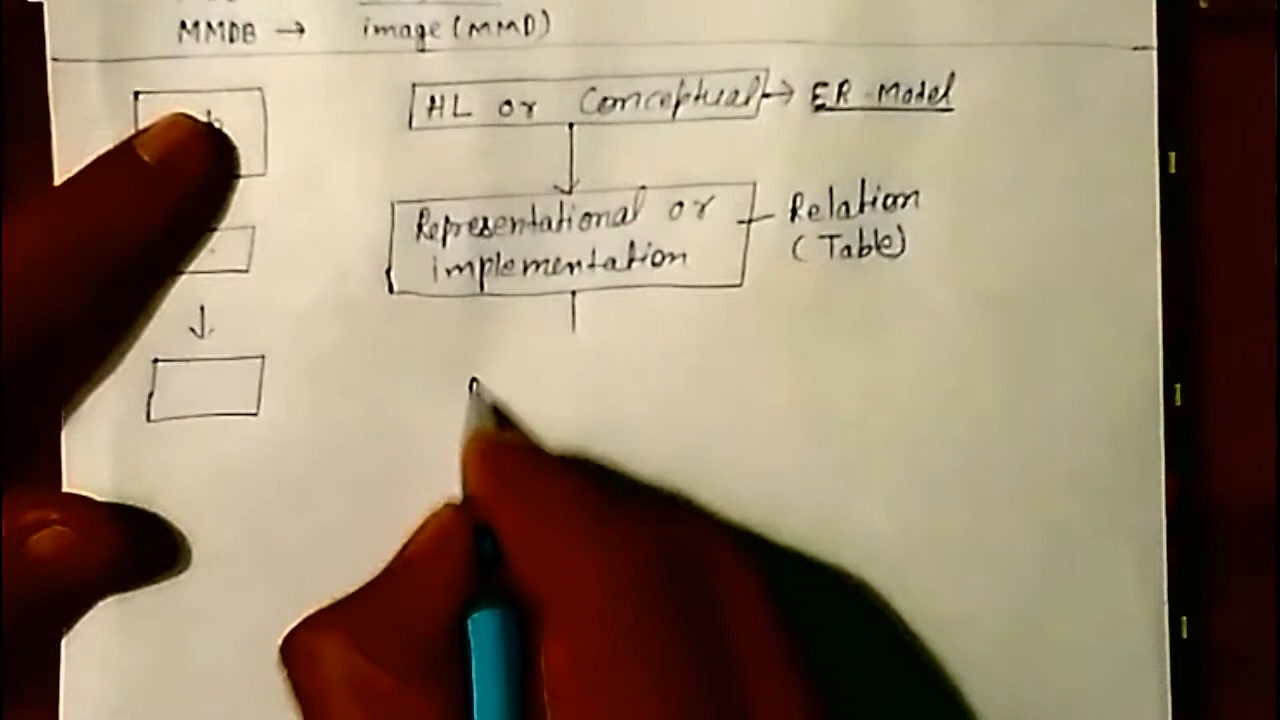 MMDB → image (MMD)
HL or Conceptual → ER-Model
Representational or
implementation
Relation
(Table)